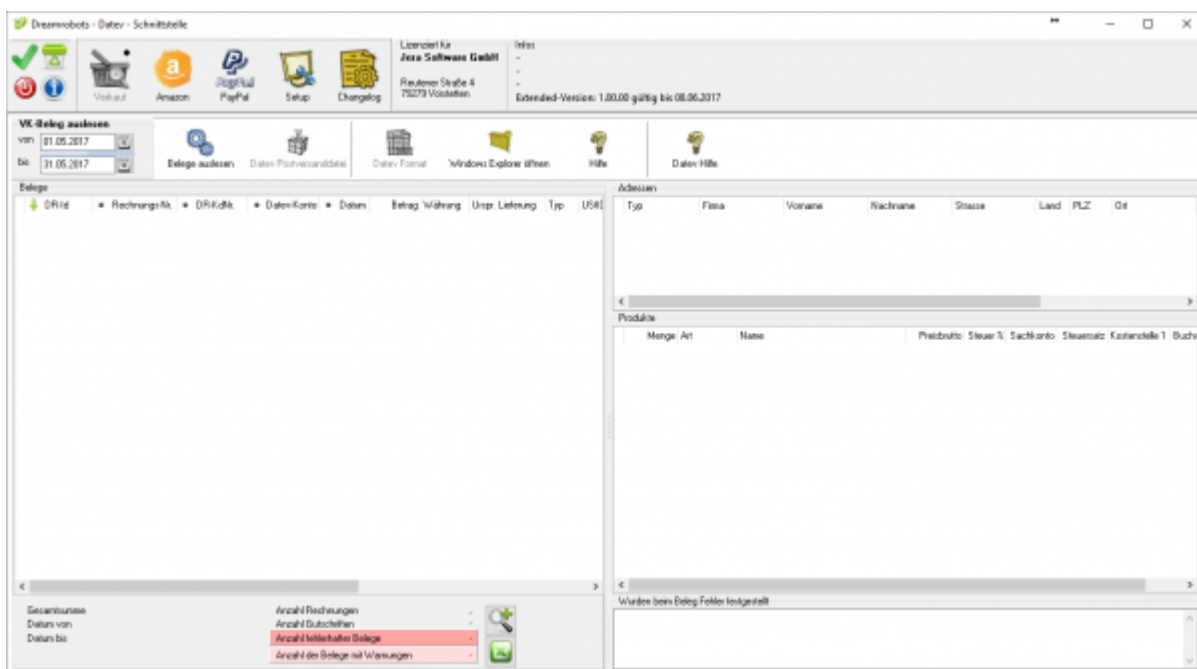 Dreamrobots - Datev - Schnittstelle
Verkauf
Amazon
PayPal
PayPal
Setup
Changelog
Lizenziert für
Jera Software GmbH
Reutener Straße 4
79279 Vörstetten
Infos
-
-
-
Extended-Version: 1.00.00 gültig bis 08.06.2017
VK-Beleg auslesen
von 01.05.2017
bis 31.05.2017
Belege auslesen
Datev Postversanddatei
Datev Format
Windows Explorer öffnen
Hilfe
Datev Hilfe
Belege
DR-Id Rechnungs-Nr. DR-KdNr. Datev-Konto Datum Betrag Währung Urspr. Lieferung Typ UStI
Adressen
Typ Firma Vorname Nachname Strasse Land PLZ Ort
Produkte
Menge Art Name Preisbrutto Steuer % Sachkonto Steuersatz Kostenstelle 1 Buch
Gesamtsumme
Datum von
Datum bis
Anzahl Rechnungen -
Anzahl Gutschriften -
Anzahl fehlerhafter Belege -
Anzahl der Belege mit Warnungen -
Wurden beim Beleg Fehler festgestellt